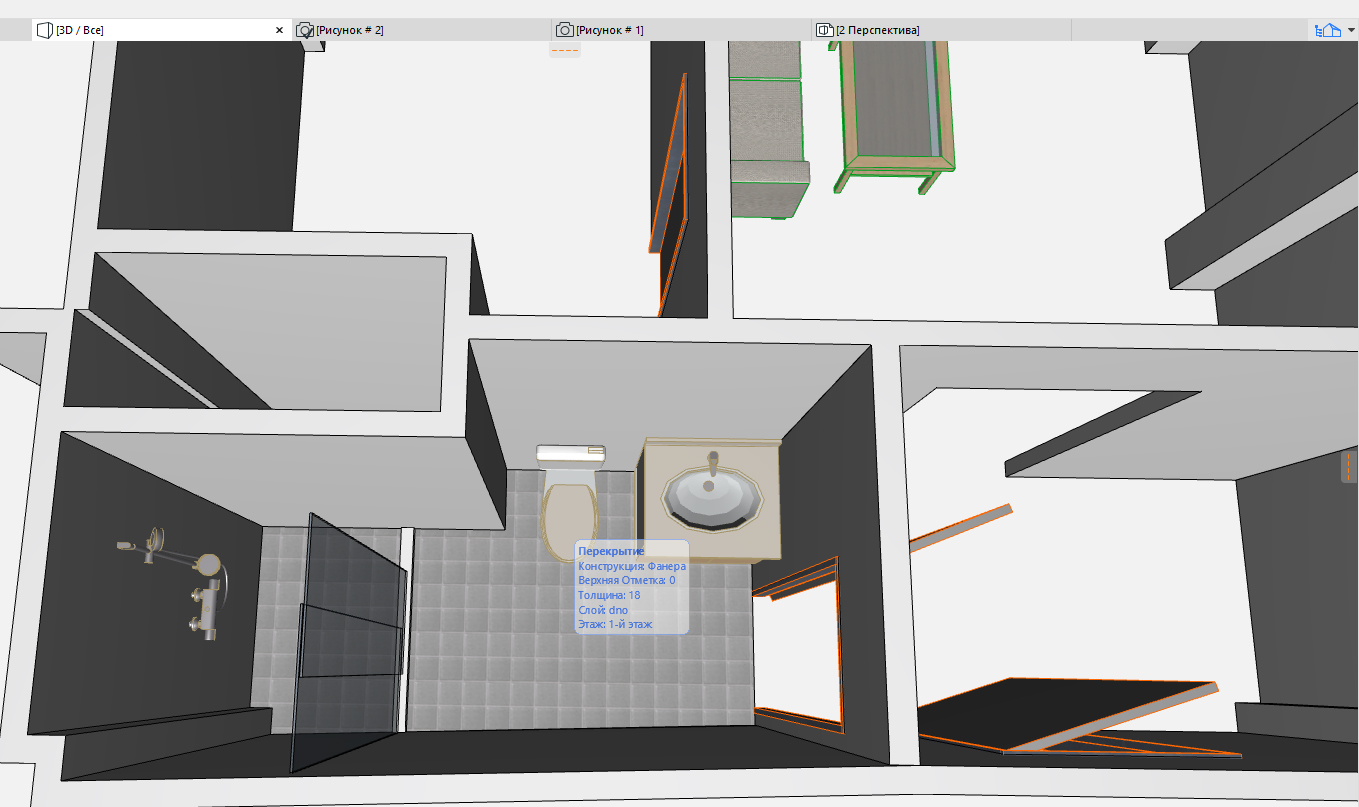 [3D / Все]
[Рисунок # 2]
[Рисунок # 1]
[2 Перспектива]
Перекрытие
Конструкция: Фанера
Верхняя Отметка: 0
Толщина: 18
Слой: dno
Этаж: 1-й этаж